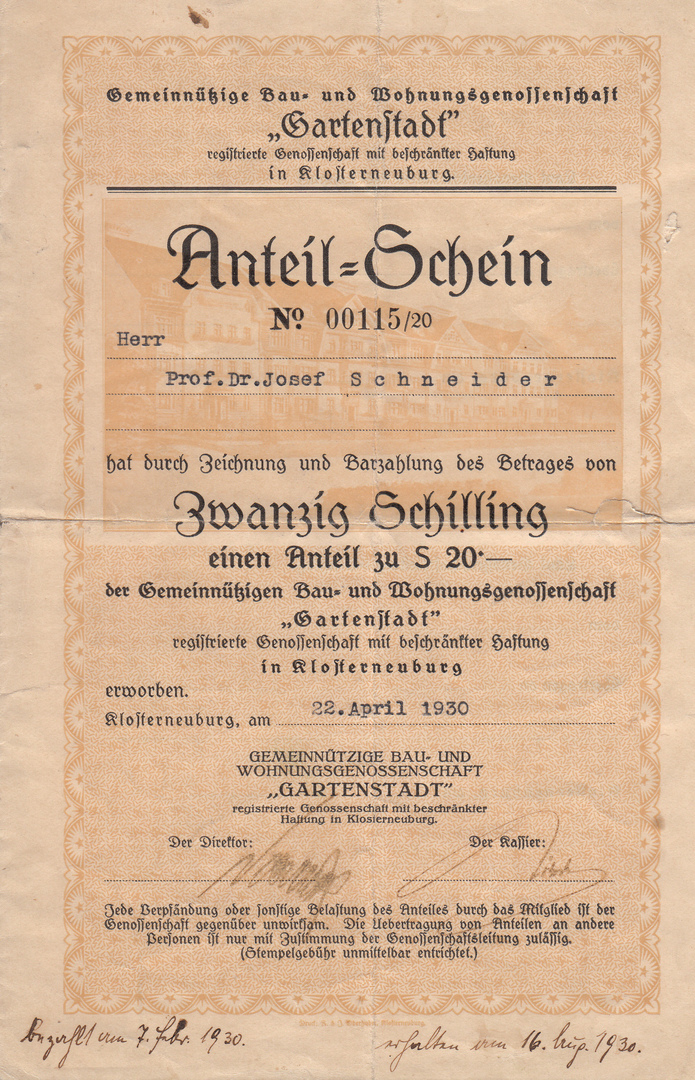 Gemeinnützige Bau- und Wohnungsgenossenschaft
„Gartenstadt"
registrierte Genossenschaft mit beschränkter Haftung
in Klosterneuburg.
Anteil=Schein
Nº 00115/20
Herr
Prof.Dr.Josef Schneider
hat durch Zeichnung und Barzahlung des Betrages von
Zwanzig Schilling
einen Anteil zu S 20·—
der Gemeinnützigen Bau- und Wohnungsgenossenschaft
„Gartenstadt"
registrierte Genossenschaft mit beschränkter Haftung
in Klosterneuburg
erworben.
Klosterneuburg, am 22.April 1930
GEMEINNÜTZIGE BAU- UND
WOHNUNGSGENOSSENSCHAFT
„GARTENSTADT"
registrierte Genossenschaft mit beschränkter
Haftung in Klosterneuburg.
Der Direktor: Der Kassier:
Jede Verpfändung oder sonstige Belastung des Anteiles durch das Mitglied ist der
Genossenschaft gegenüber unwirksam. Die Uebertragung von Anteilen an andere
Personen ist nur mit Zustimmung der Genossenschaftsleitung zulässig.
(Stempelgebühr unmittelbar entrichtet.)
bezahlt am 7. Febr. 1930. erhalten am 16. Aug. 1930.